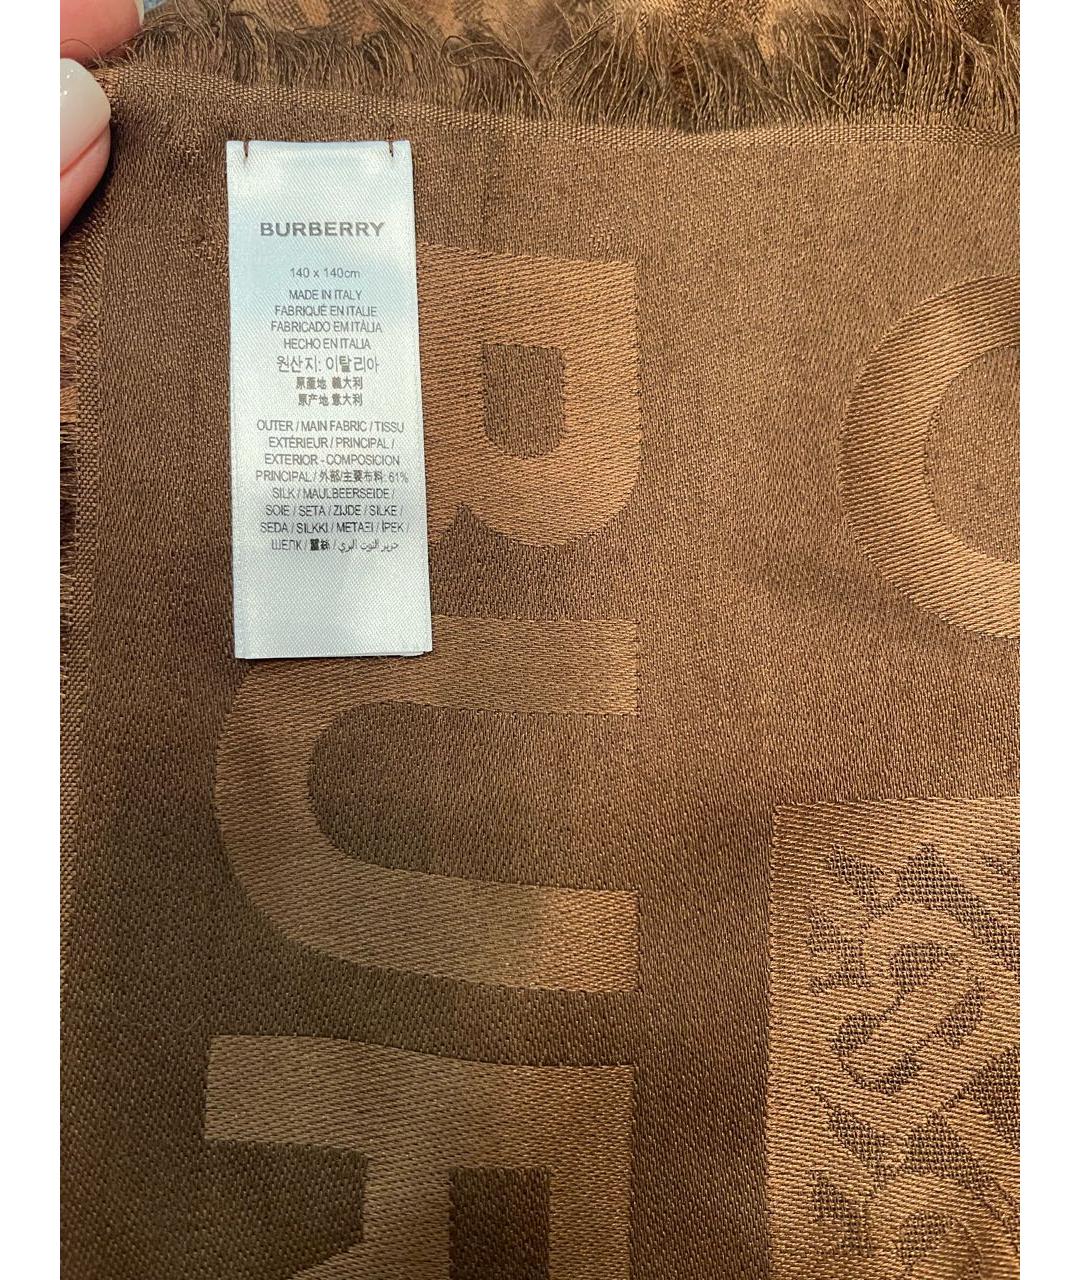 BURBERRY
140 x 140cm
MADE IN ITALY
FABRIQUÉ EN ITALIE
FABRICADO EM ITÁLIA
HECHO EN ITALIA
원산지: 이탈리아
原產地 義大利
原产地 意大利
OUTER / MAIN FABRIC / TISSU
EXTÉRIEUR / PRINCIPAL /
EXTERIOR - COMPOSICION
PRINCIPAL / 外部/主要布料: 61%
SILK / MAULBEERSEIDE /
SOIE / SETA / ZIJDE / SILKE /
SEDA / SILKKI / ΜΕΤΑΞΙ / İPEK /
ШЕЛК / 蠶絲 / حرير التوت البري
BUR